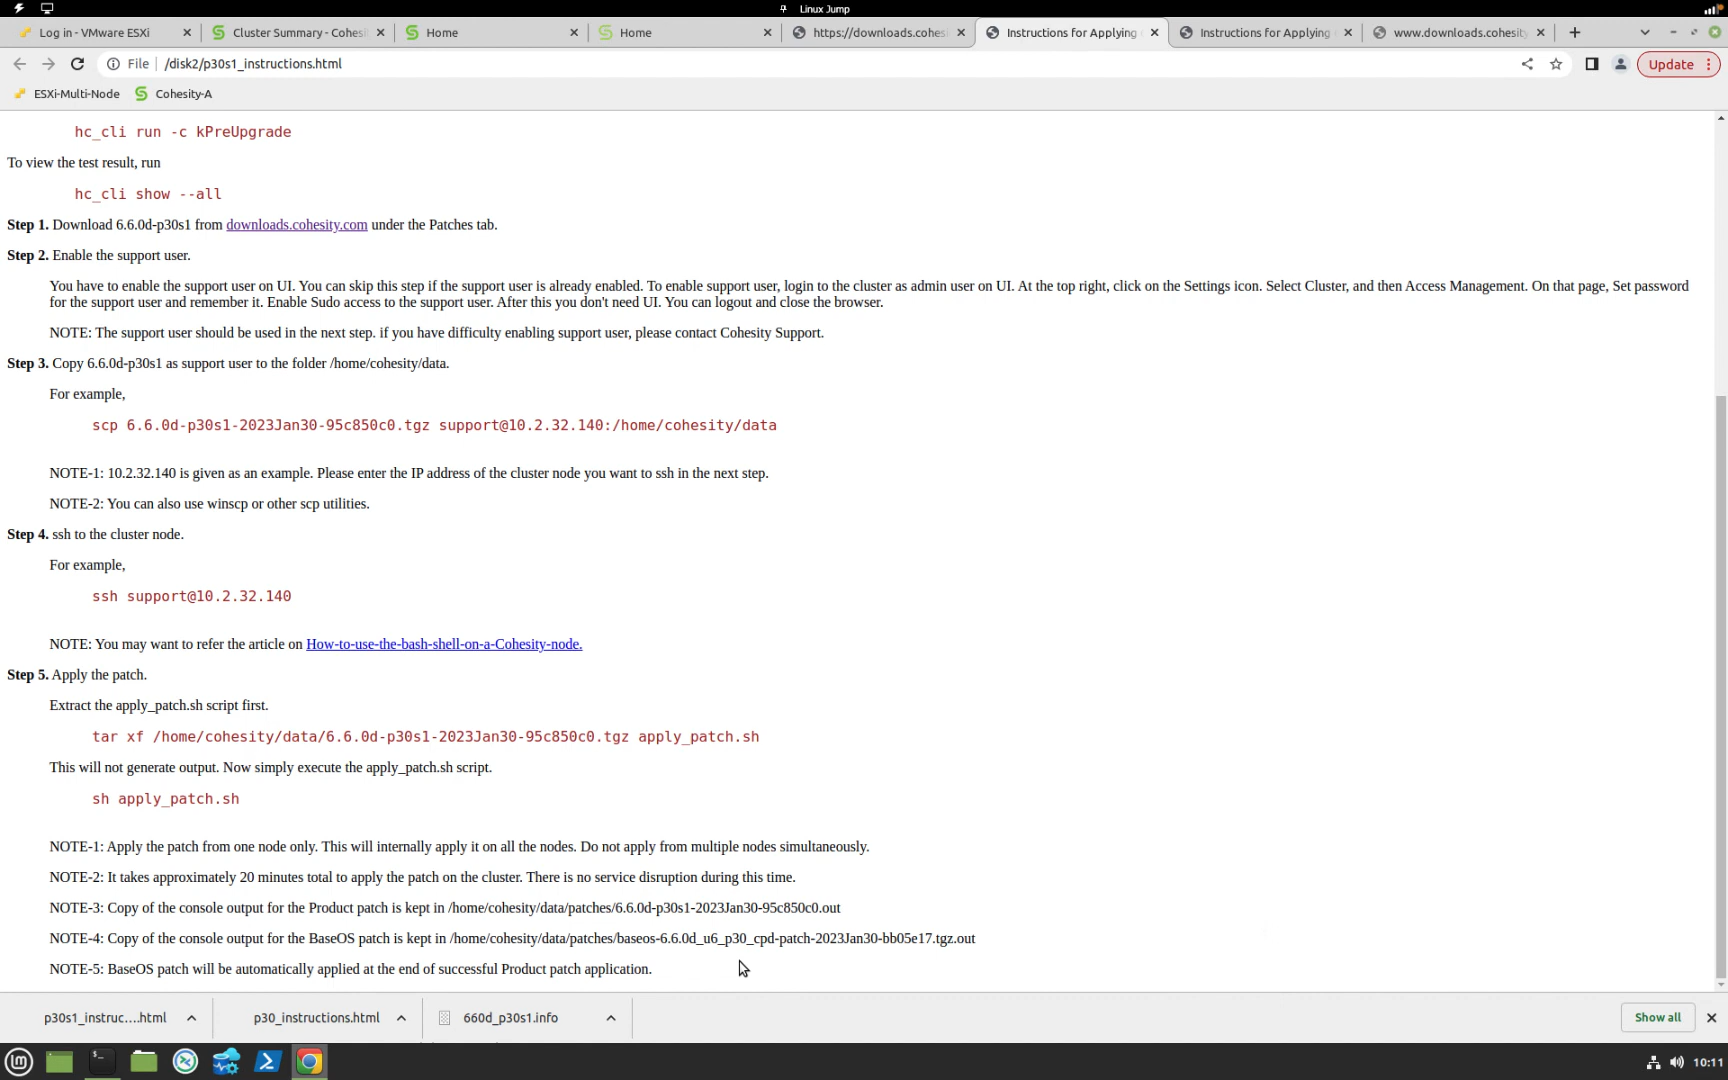 Linux Jump
Log in - VMware ESXi
Cluster Summary - Cohesi
Home
Home
https://downloads.cohesi
Instructions for Applying
Instructions for Applying
www.downloads.cohesity
File /disk2/p30s1_instructions.html
Update
ESXi-Multi-Node
Cohesity-A
hc_cli run -c kPreUpgrade
To view the test result, run
hc_cli show --all
Step 1. Download 6.6.0d-p30s1 from downloads.cohesity.com under the Patches tab.
Step 2. Enable the support user.
You have to enable the support user on UI. You can skip this step if the support user is already enabled. To enable support user, login to the cluster as admin user on UI. At the top right, click on the Settings icon. Select Cluster, and then Access Management. On that page, Set password
for the support user and remember it. Enable Sudo access to the support user. After this you don't need UI. You can logout and close the browser.
NOTE: The support user should be used in the next step. if you have difficulty enabling support user, please contact Cohesity Support.
Step 3. Copy 6.6.0d-p30s1 as support user to the folder /home/cohesity/data.
For example,
scp 6.6.0d-p30s1-2023Jan30-95c850c0.tgz support@10.2.32.140:/home/cohesity/data
NOTE-1: 10.2.32.140 is given as an example. Please enter the IP address of the cluster node you want to ssh in the next step.
NOTE-2: You can also use winscp or other scp utilities.
Step 4. ssh to the cluster node.
For example,
ssh support@10.2.32.140
NOTE: You may want to refer the article on How-to-use-the-bash-shell-on-a-Cohesity-node.
Step 5. Apply the patch.
Extract the apply_patch.sh script first.
tar xf /home/cohesity/data/6.6.0d-p30s1-2023Jan30-95c850c0.tgz apply_patch.sh
This will not generate output. Now simply execute the apply_patch.sh script.
sh apply_patch.sh
NOTE-1: Apply the patch from one node only. This will internally apply it on all the nodes. Do not apply from multiple nodes simultaneously.
NOTE-2: It takes approximately 20 minutes total to apply the patch on the cluster. There is no service disruption during this time.
NOTE-3: Copy of the console output for the Product patch is kept in /home/cohesity/data/patches/6.6.0d-p30s1-2023Jan30-95c850c0.out
NOTE-4: Copy of the console output for the BaseOS patch is kept in /home/cohesity/data/patches/baseos-6.6.0d_u6_p30_cpd-patch-2023Jan30-bb05e17.tgz.out
NOTE-5: BaseOS patch will be automatically applied at the end of successful Product patch application.
p30s1_instruc....html
p30_instructions.html
660d_p30s1.info
Show all
10:11